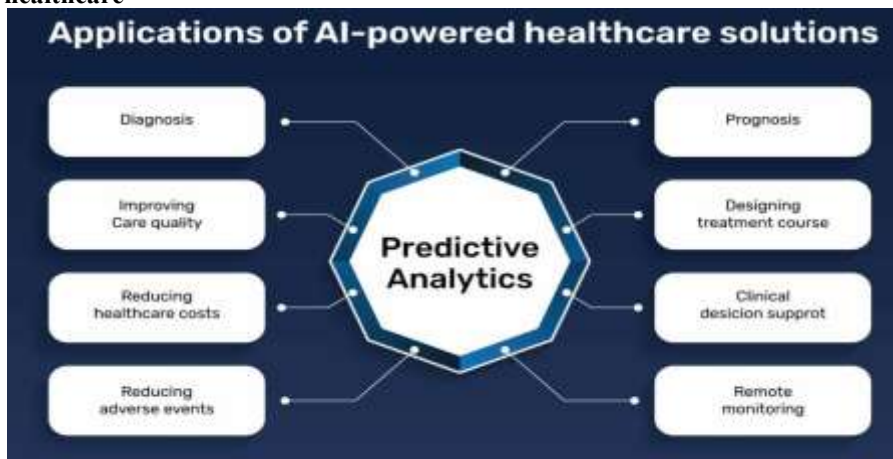 healthcare
Applications of AI-powered healthcare solutions
Diagnosis
Improving
Care quality
Reducing
healthcare costs
Reducing
adverse events
Predictive
Analytics
Prognosis
Designing
treatment course
Clinical
desicion supprot
Remote
monitoring